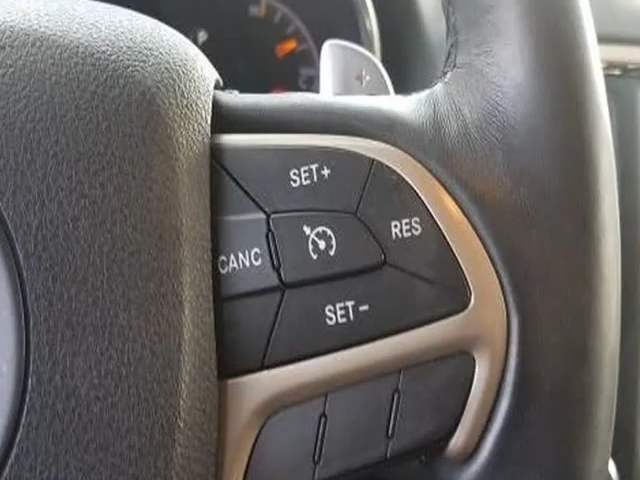 P
+
SET+
CANC
RES
SET-